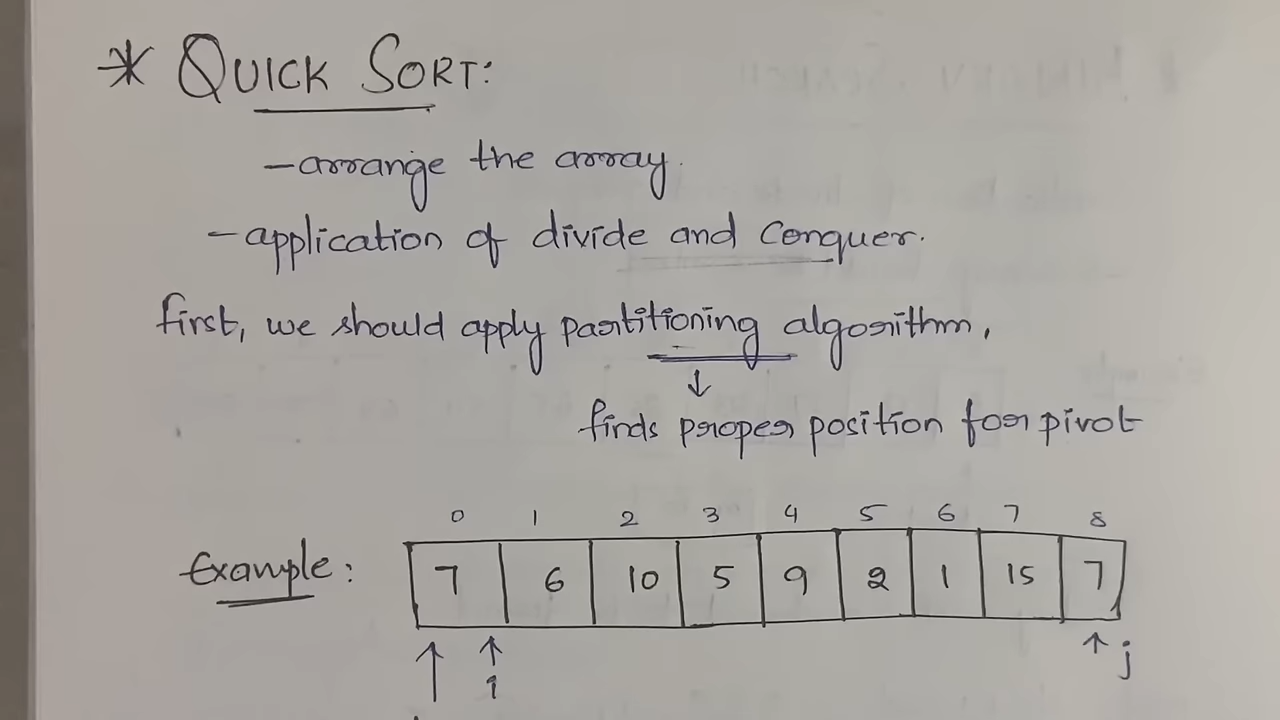 * QUICK SORT:
- arrange the array.
- application of divide and conquer.
first, we should apply partitioning algorithm,
↓
finds proper position for pivot
0 1 2 3 4 5 6 7 8
Example: 7 6 10 5 9 2 1 15 7
↑ ↑ ↑
i j